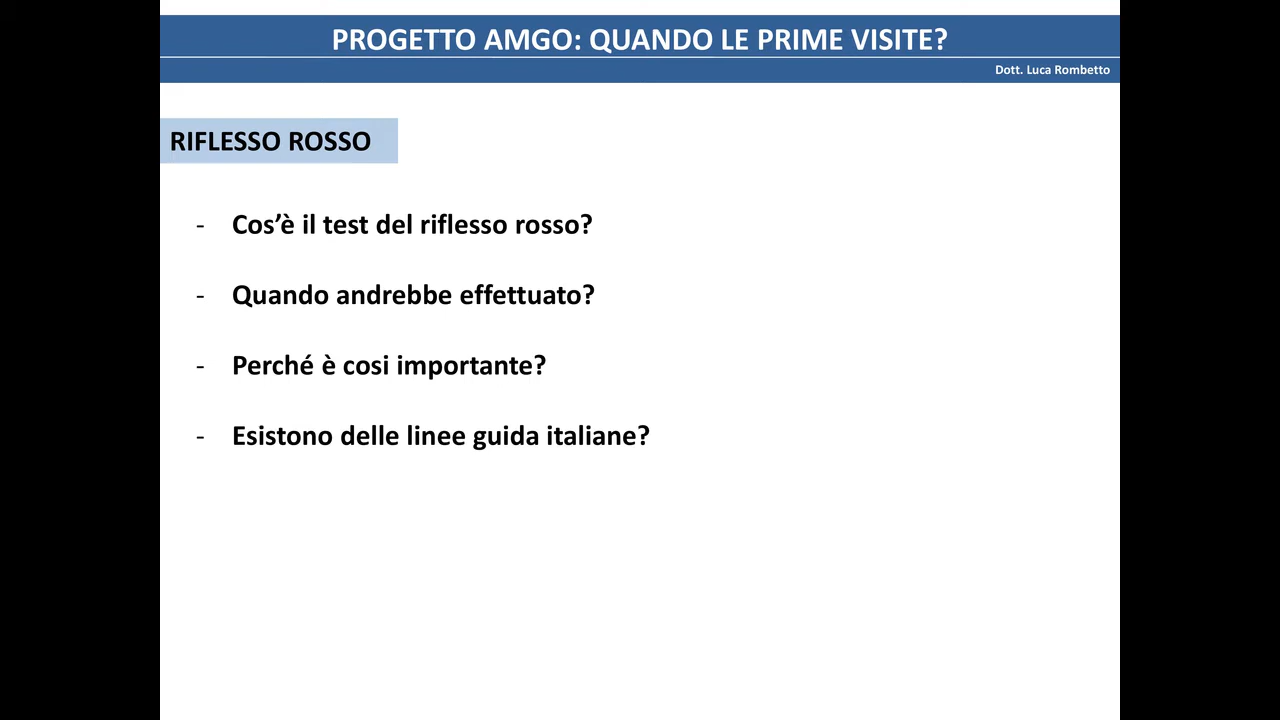 PROGETTO AMGO: QUANDO LE PRIME VISITE?
Dott. Luca Rombetto
RIFLESSO ROSSO
- Cos’è il test del riflesso rosso?
- Quando andrebbe effettuato?
- Perché è cosi importante?
- Esistono delle linee guida italiane?